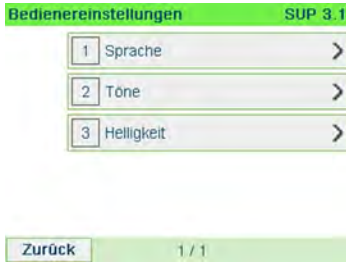 Bedienereinstellungen SUP 3.1
1 Sprache
2 Töne
3 Helligkeit
Zurück 1 / 1